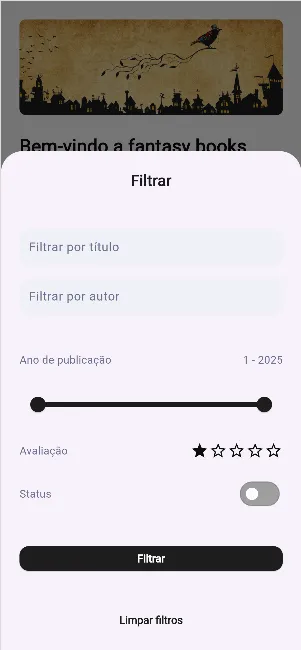 Bem-vindo a fantasy books
Filtrar
Filtrar por título
Filtrar por autor
Ano de publicação 1 - 2025
Avaliação
Status
Filtrar
Limpar filtros